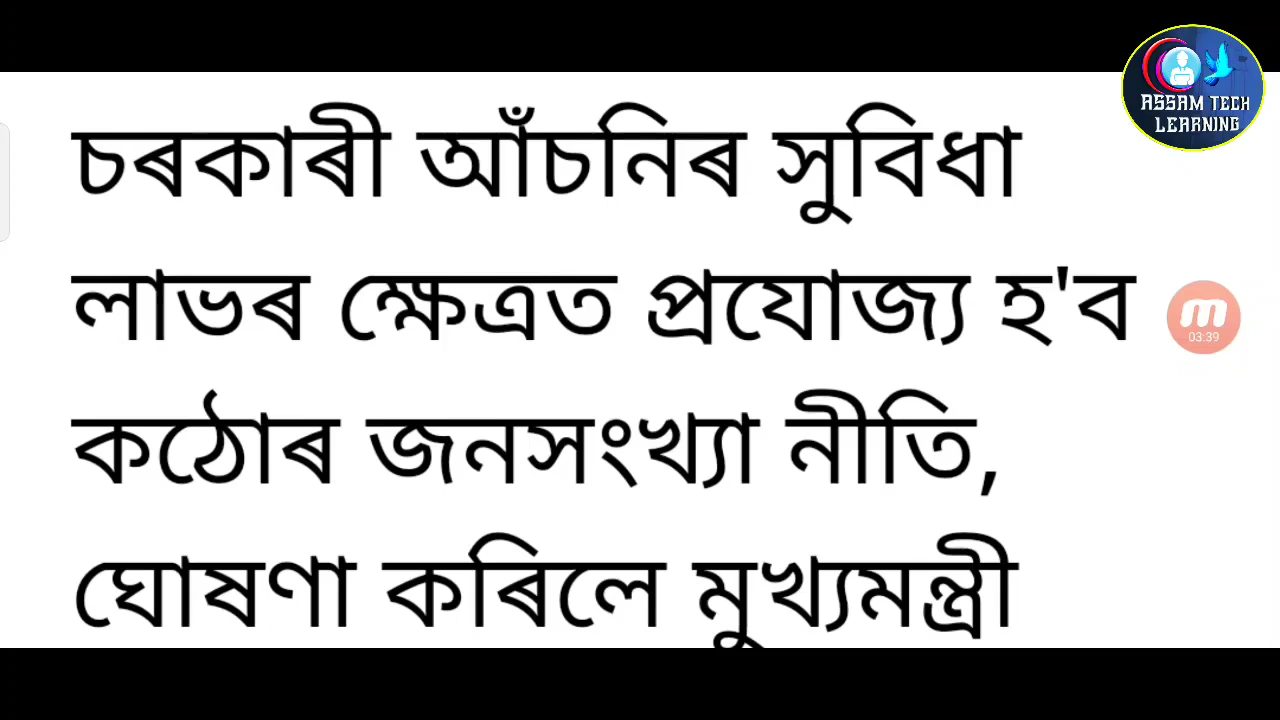 চৰকাৰী আঁচনিৰ সুবিধা
লাভৰ ক্ষেত্ৰত প্ৰযোজ্য হ'ব
কঠোৰ জনসংখ্যা নীতি,
ঘোষণা কৰিলে মুখ্যমন্ত্ৰী
ASSAM TECH
LEARNING
03:39